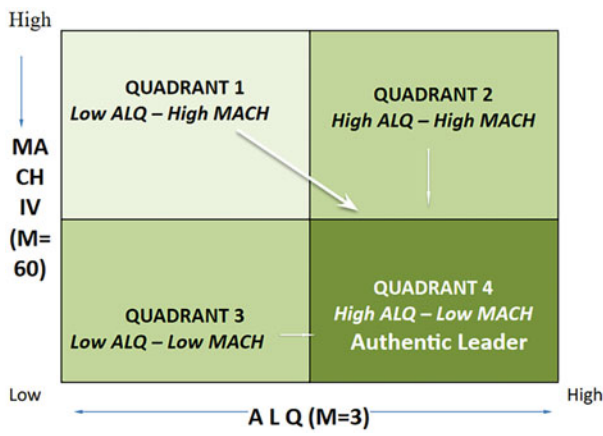 High
QUADRANT 1
Low ALQ – High MACH
QUADRANT 2
High ALQ – High MACH
MA
CH
IV
(M=
60)
QUADRANT 3
Low ALQ – Low MACH
QUADRANT 4
High ALQ – Low MACH
Authentic Leader
Low
High
A L Q (M=3)